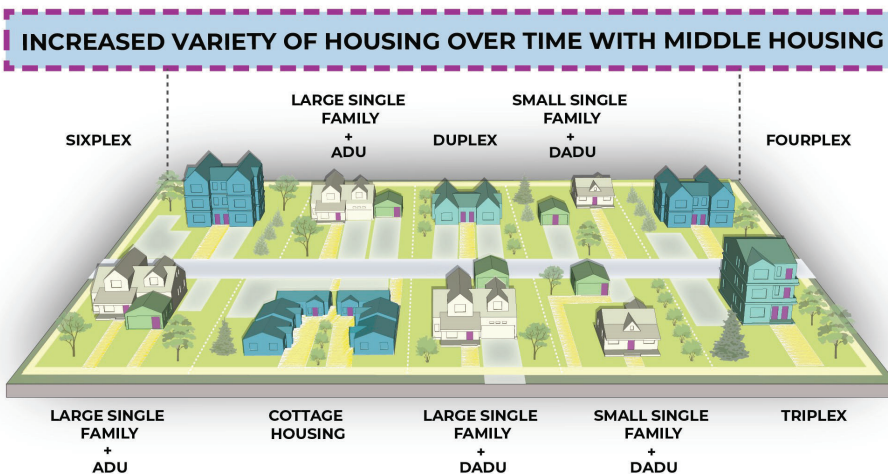 INCREASED VARIETY OF HOUSING OVER TIME WITH MIDDLE HOUSING
SIXPLEX
LARGE SINGLE
FAMILY
+
ADU
DUPLEX
SMALL SINGLE
FAMILY
+
DADU
FOURPLEX
LARGE SINGLE
FAMILY
+
ADU
COTTAGE
HOUSING
LARGE SINGLE
FAMILY
+
DADU
SMALL SINGLE
FAMILY
+
DADU
TRIPLEX